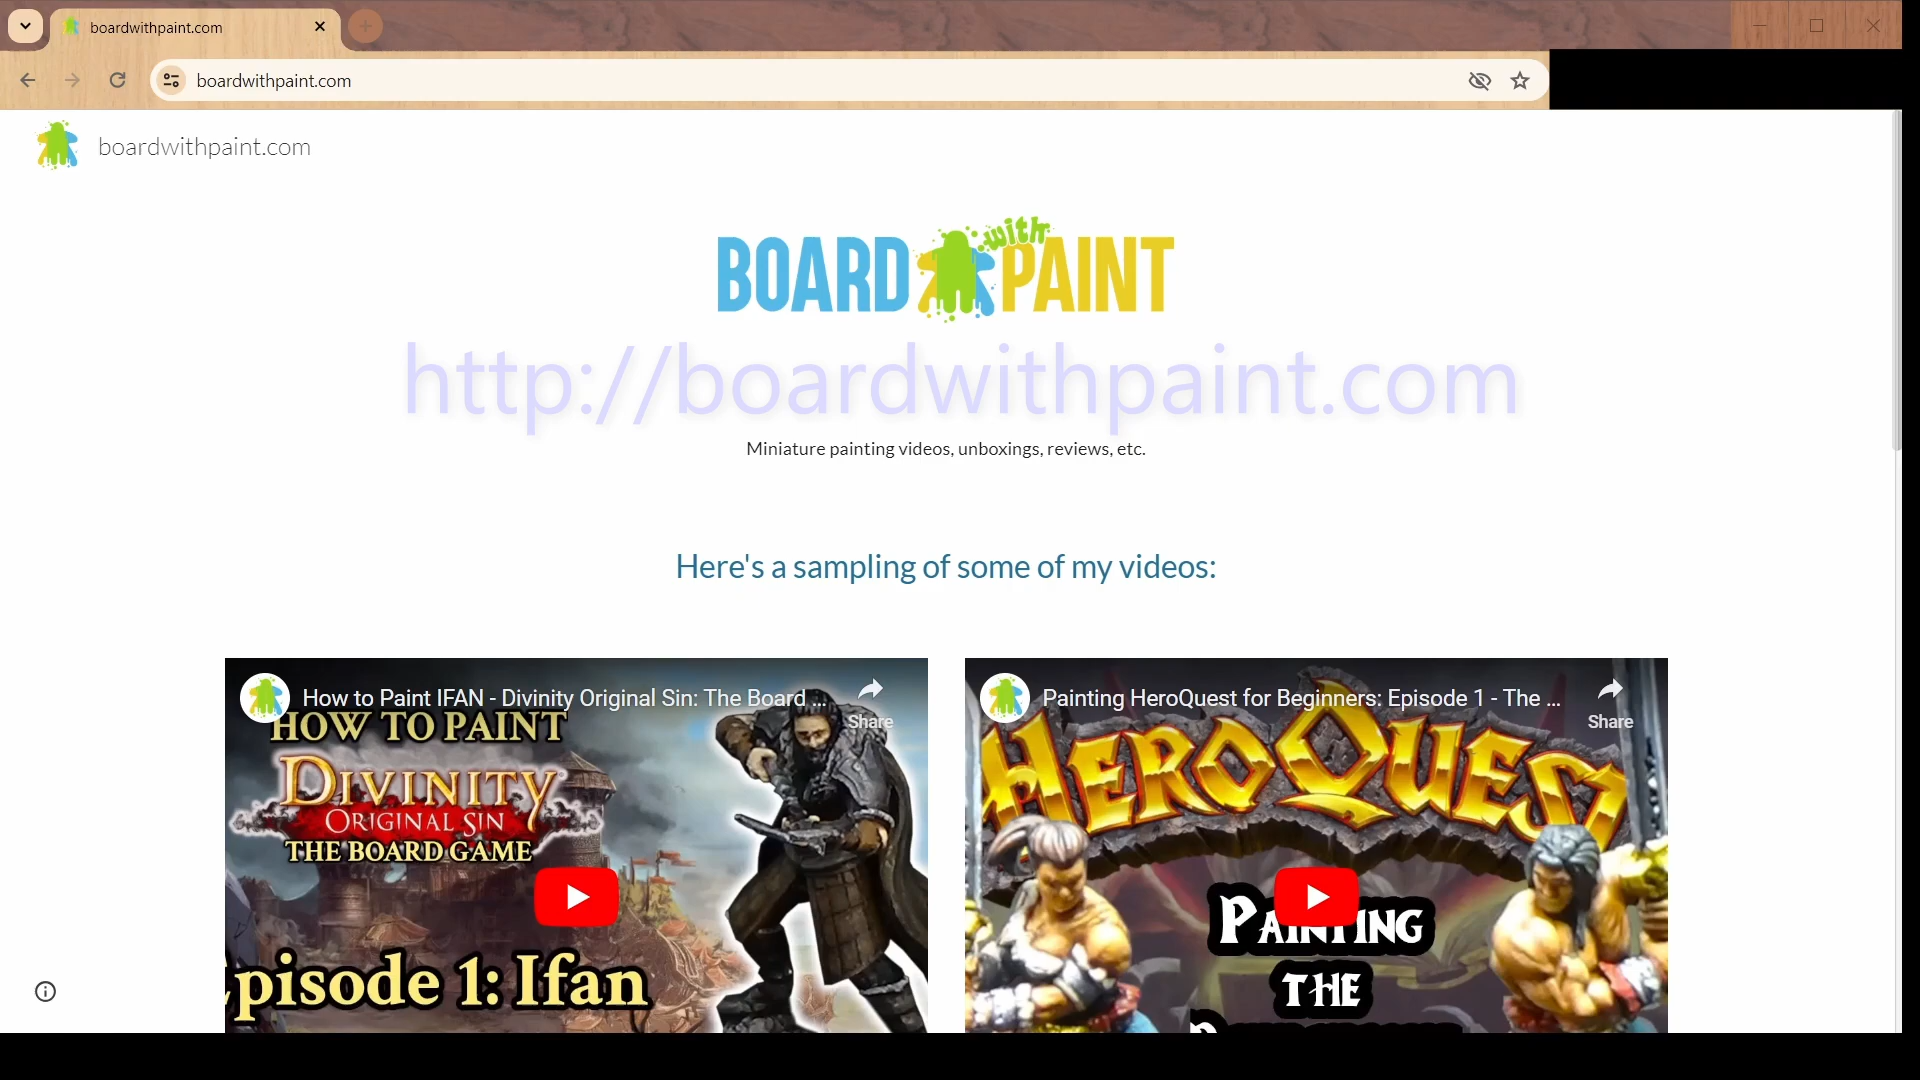 boardwithpaint.com
boardwithpaint.com
boardwithpaint.com
BOARD with PAINT
http://boardwithpaint.com
Miniature painting videos, unboxings, reviews, etc.
Here's a sampling of some of my videos:
How to Paint IFAN - Divinity Original Sin: The Board ...
Share
HOW TO PAINT
DIVINITY
ORIGINAL SIN
THE BOARD GAME
pisode 1: Ifan
Painting HeroQuest for Beginners: Episode 1 - The ...
Share
HEROQUEST
PAINTING
THE